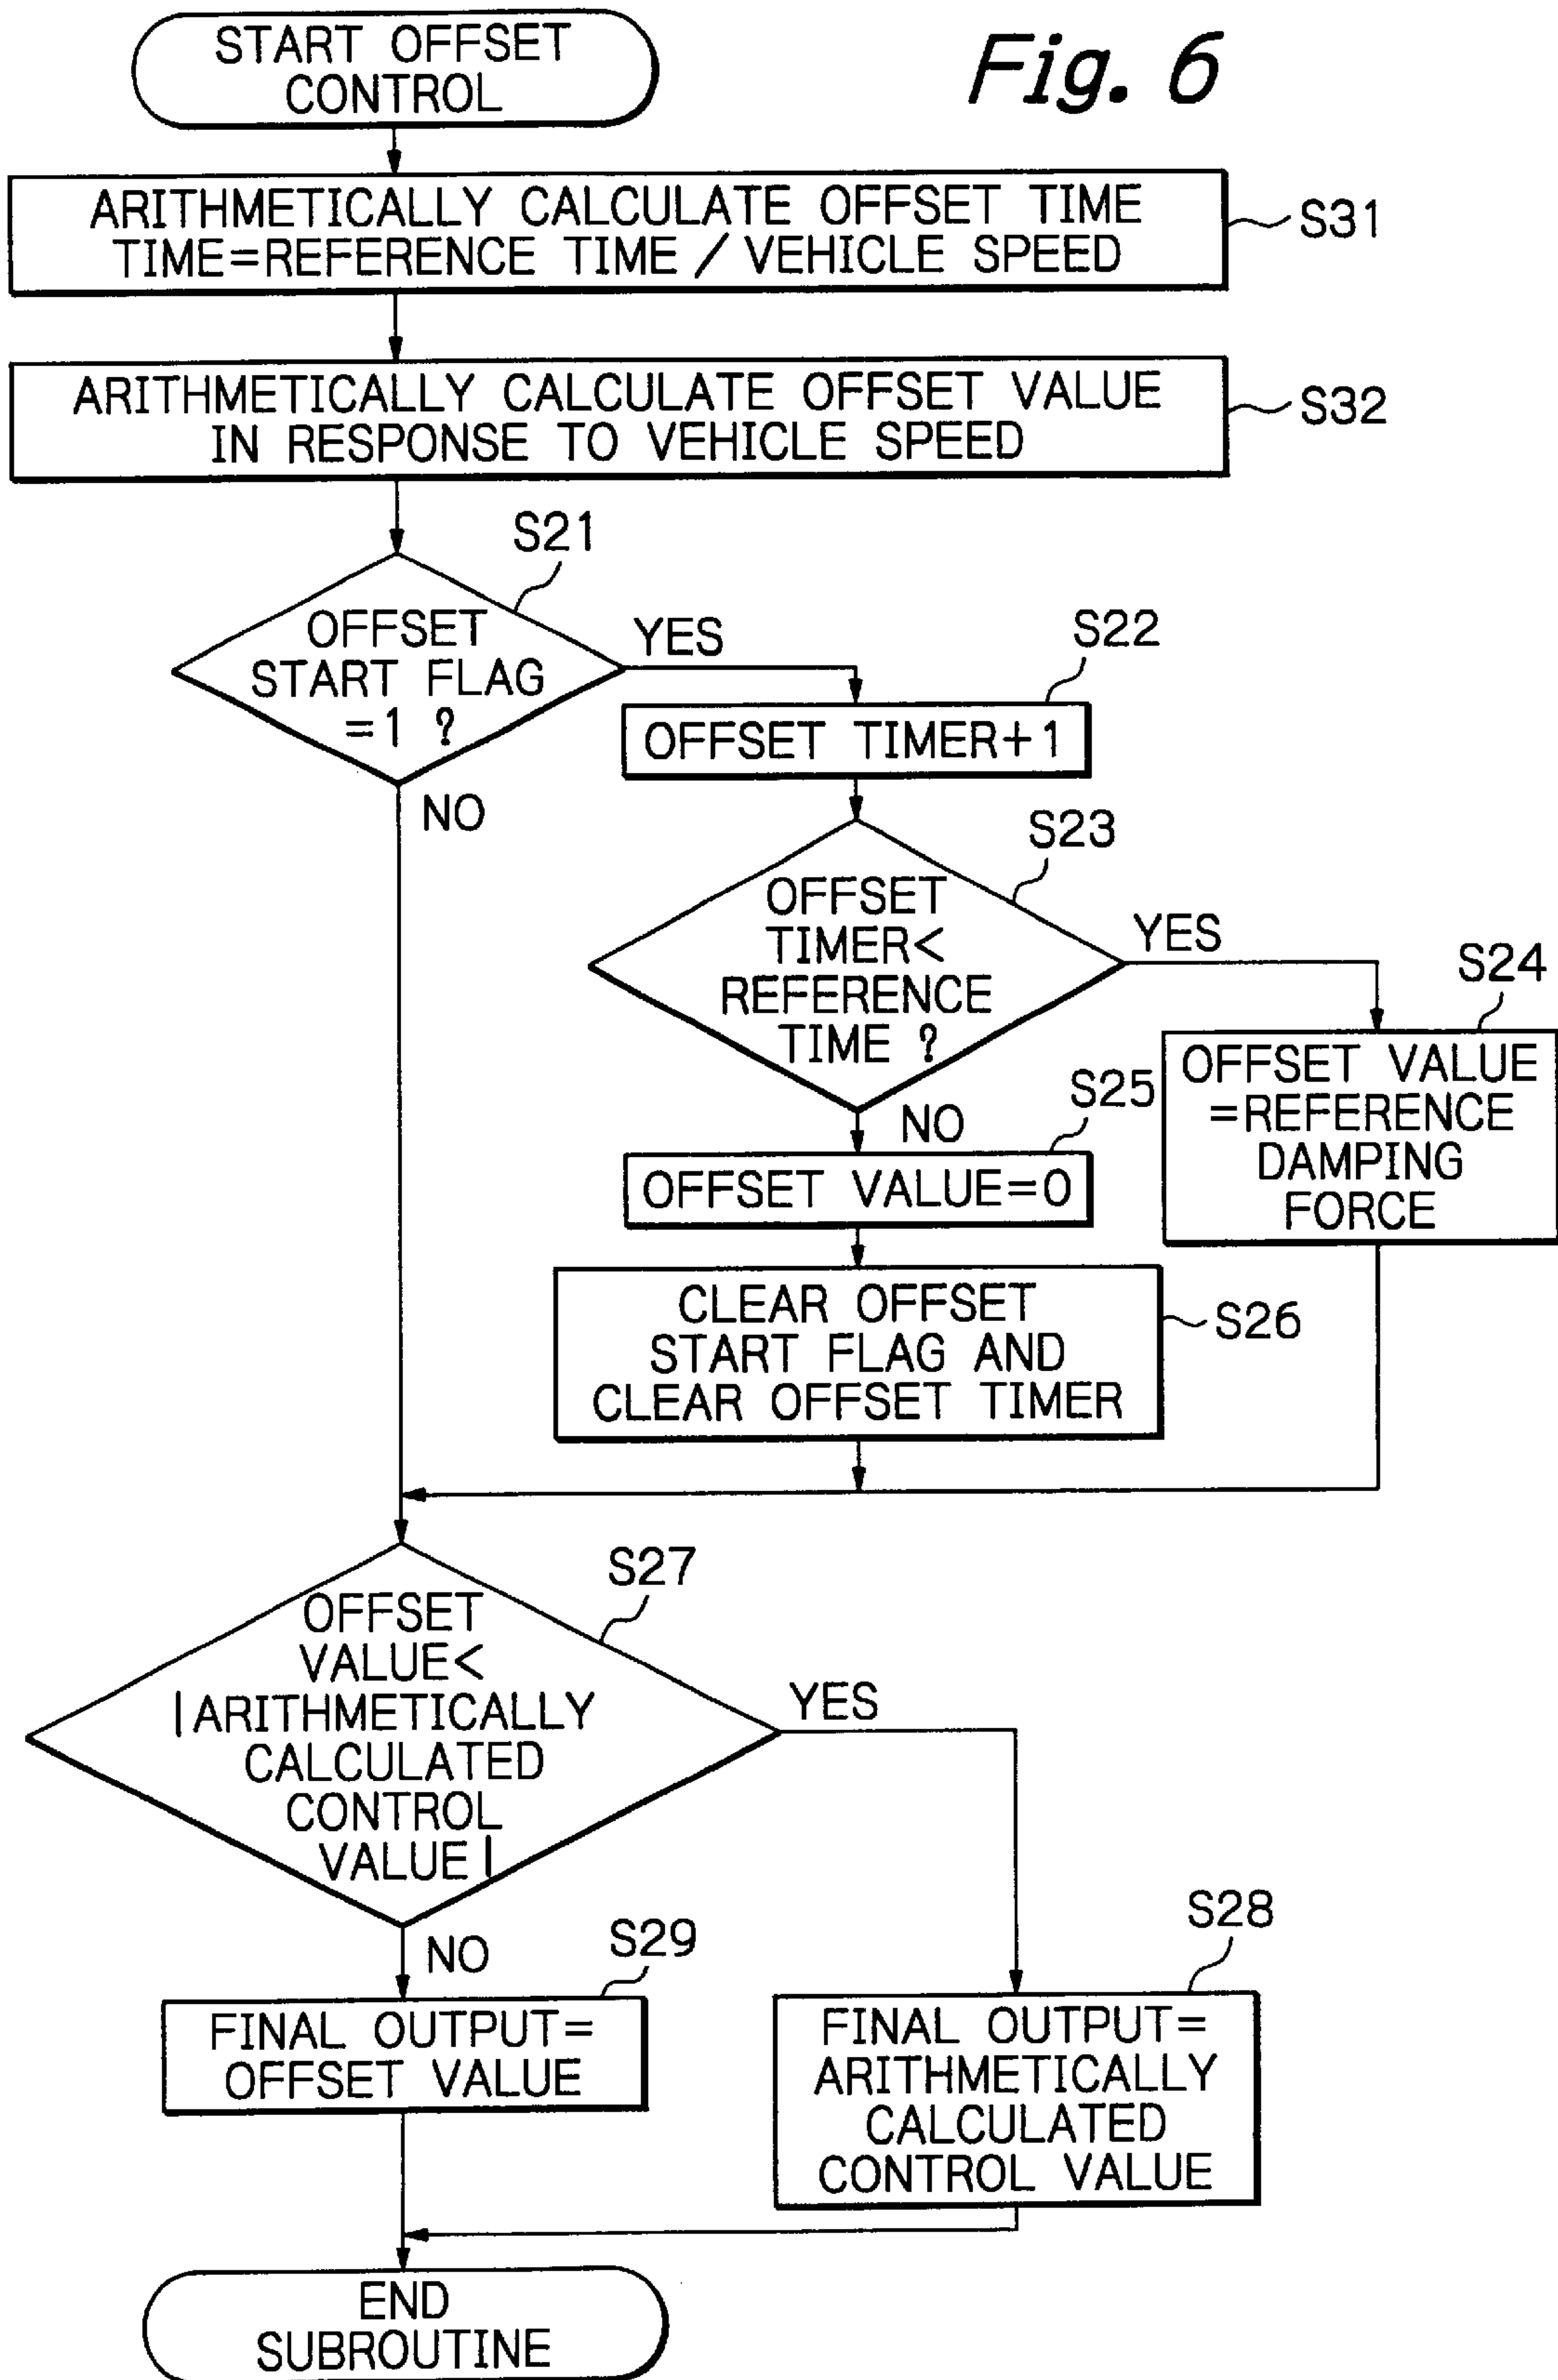 START OFFSET
CONTROL
Fig. 6
ARITHMETICALLY CALCULATE OFFSET TIME
TIME=REFERENCE TIME / VEHICLE SPEED
S31
ARITHMETICALLY CALCULATE OFFSET VALUE
IN RESPONSE TO VEHICLE SPEED
S32
S21
OFFSET
START FLAG
=1 ?
YES
NO
S22
OFFSET TIMER+1
S23
OFFSET
TIMER<
REFERENCE
TIME ?
YES
NO
S24
OFFSET VALUE
=REFERENCE
DAMPING
FORCE
S25
OFFSET VALUE=0
CLEAR OFFSET
START FLAG AND
CLEAR OFFSET TIMER
S26
S27
OFFSET
VALUE<
|ARITHMETICALLY
CALCULATED
CONTROL
VALUE|
YES
NO
S29
FINAL OUTPUT=
OFFSET VALUE
S28
FINAL OUTPUT=
ARITHMETICALLY
CALCULATED
CONTROL VALUE
END
SUBROUTINE